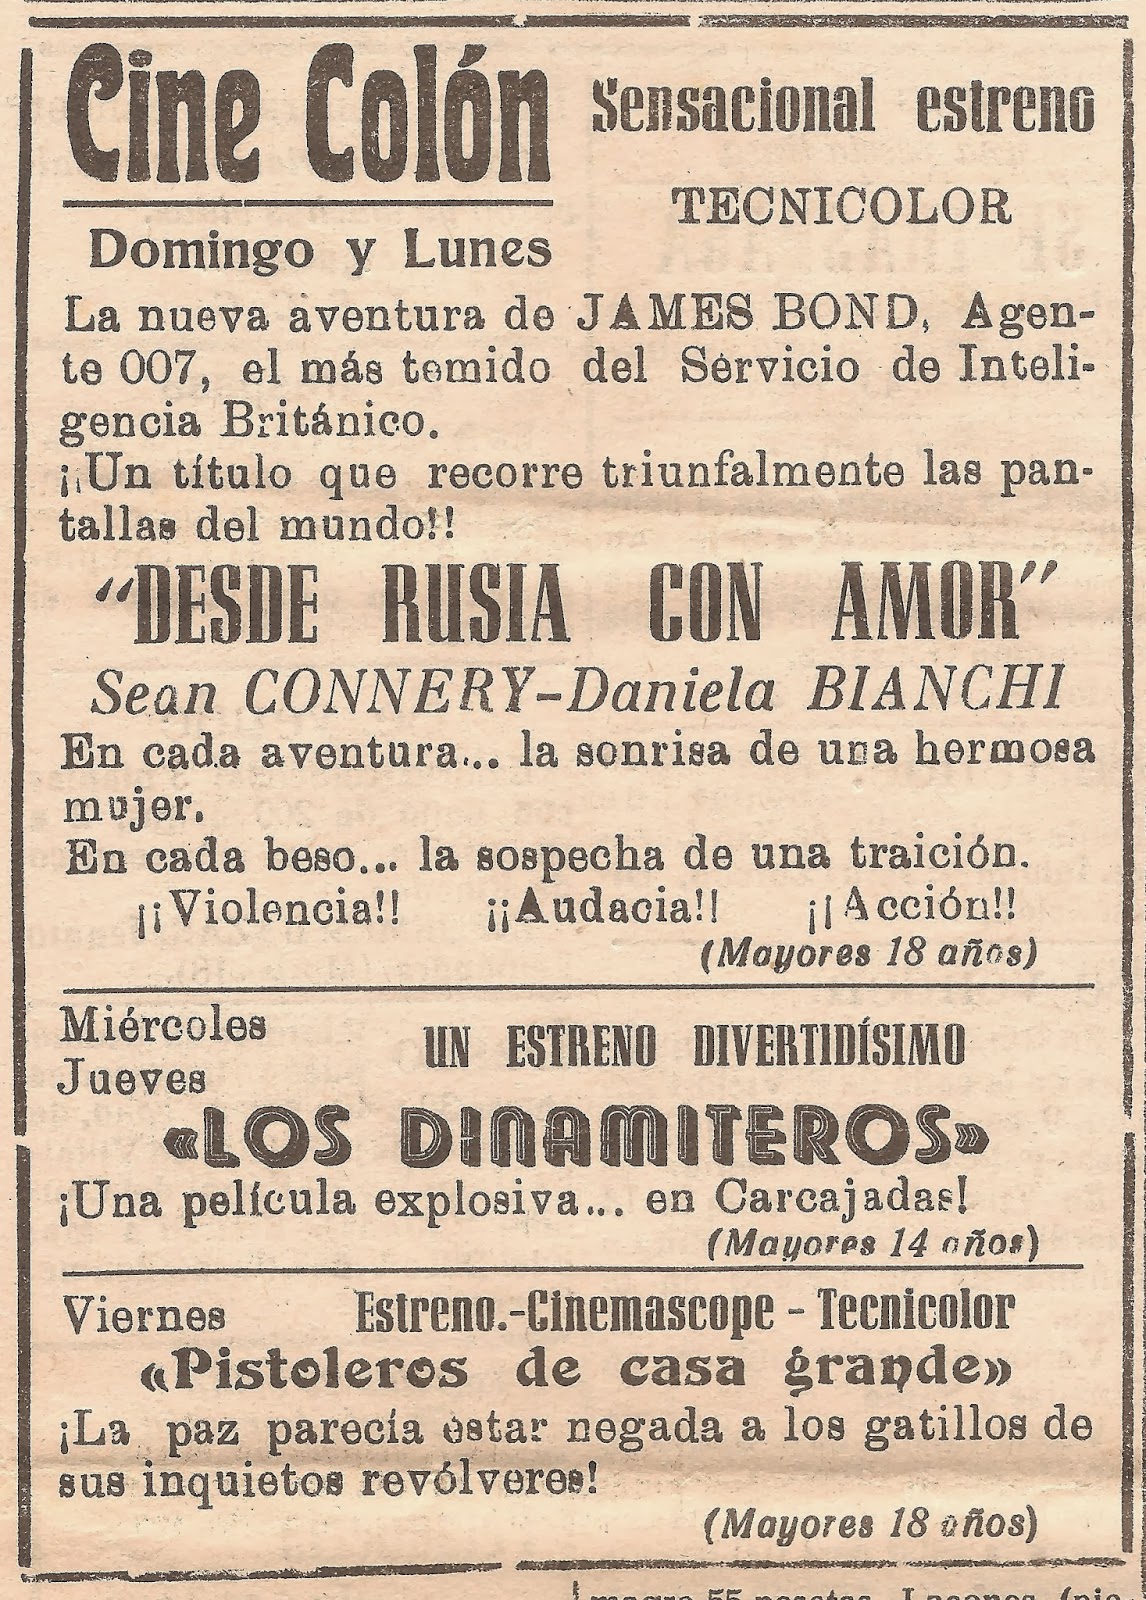 Cine Colón
Sensacional estreno
TECNICOLOR
Domingo y Lunes
La nueva aventura de JAMES BOND, Agen-
te 007, el más temido del Servicio de Inteli-
gencia Británico.
¡¡Un título que recorre triunfalmente las pan-
tallas del mundo!!
“DESDE RUSIA CON AMOR”
Sean CONNERY-Daniela BIANCHI
En cada aventura... la sonrisa de una hermosa
mujer.
En cada beso... la sospecha de una traición.
¡¡Violencia!! ¡¡Audacia!! ¡¡Acción!!
(Mayores 18 años)
Miércoles
Jueves
UN ESTRENO DIVERTIDÍSIMO
«LOS DINAMITEROS»
¡Una película explosiva... en Carcajadas!
(Mayores 14 años)
Viernes Estreno.-Cinemascope - Tecnicolor
«Pistoleros de casa grande»
¡La paz parecía estar negada a los gatillos de
sus inquietos revólveres!
(Mayores 18 años)
55 pesetas